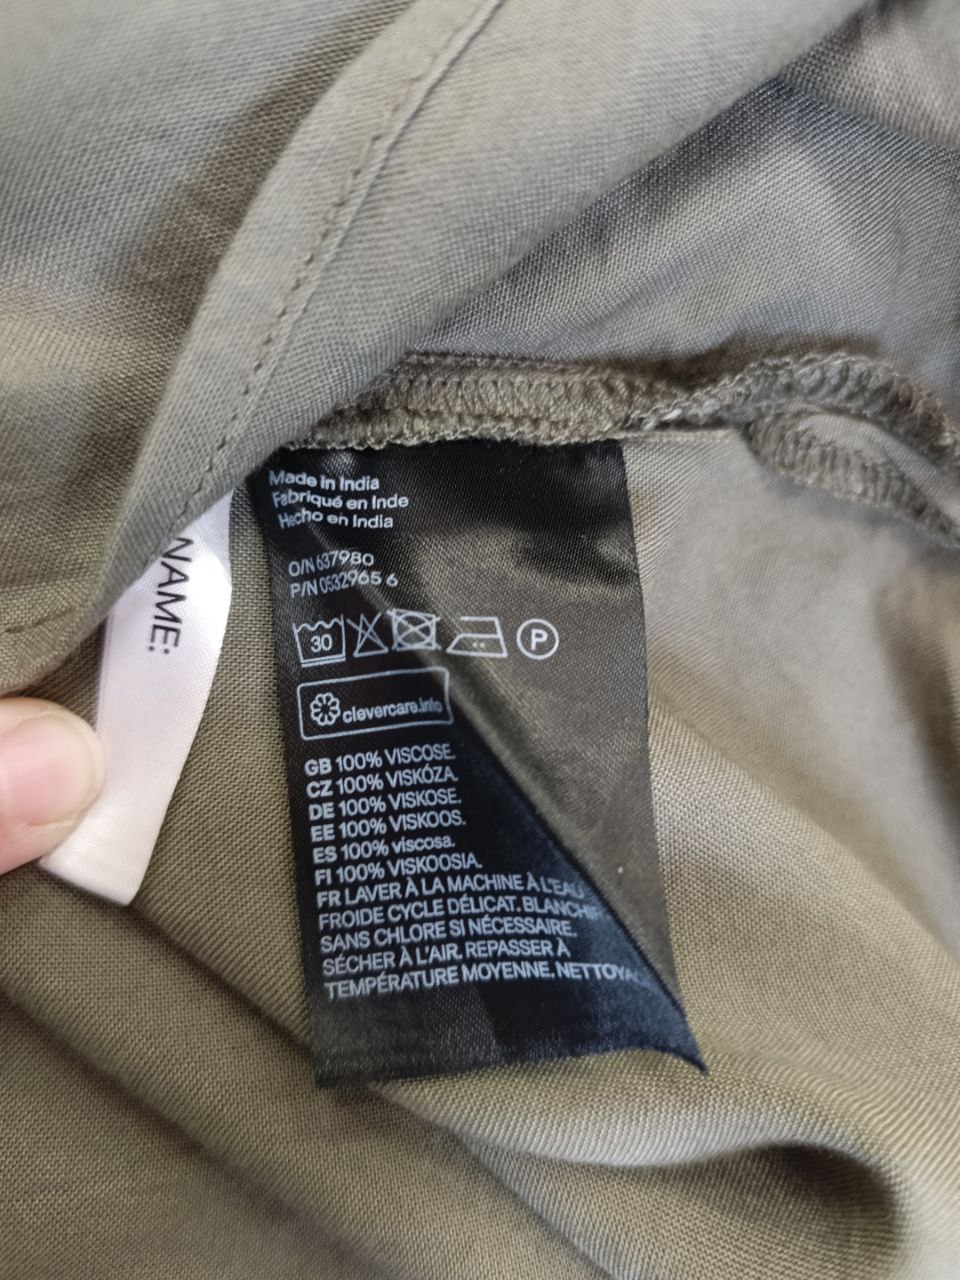 Made in India
Fabriqué en Inde
Hecho en India
O/N 637980
P/N 0532965 6
30
P
clevercare.info
GB 100% VISCOSE.
CZ 100% VISKÓZA.
DE 100% VISKOSE.
EE 100% VISKOOS.
ES 100% viscosa.
FI 100% VISKOOSIA.
FR LAVER À LA MACHINE À L'EAU
FROIDE CYCLE DÉLICAT. BLANCHIR
SANS CHLORE SI NÉCESSAIRE.
SÉCHER À L'AIR. REPASSER À
TEMPÉRATURE MOYENNE. NETTOYA
NAME: